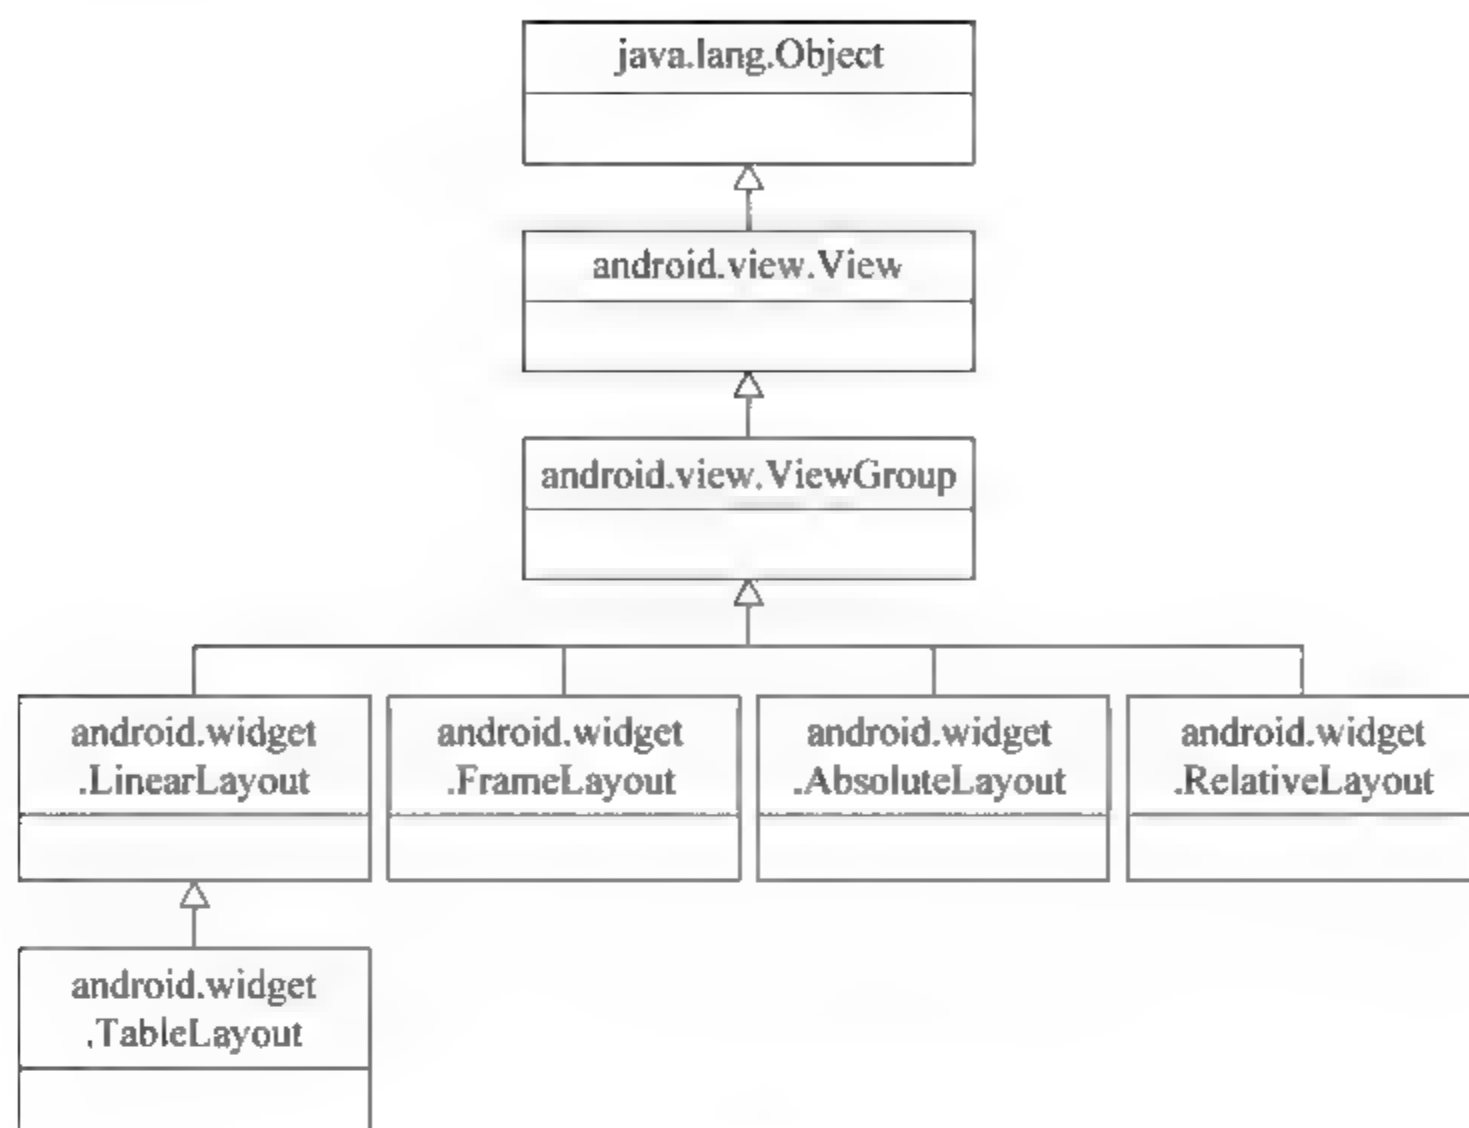 java.lang.Object
android.view.View
android.view.ViewGroup
android.widget
.LinearLayout
android.widget
.FrameLayout
android.widget
.AbsoluteLayout
android.widget
.RelativeLayout
android.widget
.TableLayout